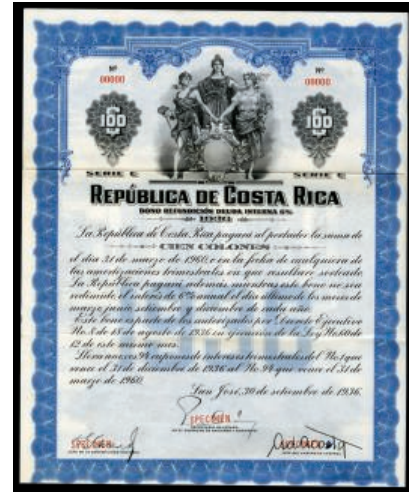 Nº Nº
00000 00000
₡ ₡
100 100
SERIE C SERIE C
REPÚBLICA DE COSTA RICA
BONO REFUNDICIÓN DEUDA INTERNA 6%
La República de Costa Rica pagará al portador la suma de
CIEN COLONES
el día 31 de marzo de 1960, o en la fecha de cualquiera de
las amortizaciones trimestrales en que resultare sorteado
La República pagará además, mientras este bono no sea
redimido, el interés de 6% anual el día último de los meses de
marzo, junio, setiembre y diciembre de cada año.
Este bono es parte de los autorizados por Decreto Ejecutivo
No. 8 de 18 de agosto de 1936 en ejercicio de la Ley No. 60 de
12 de este mismo mes.
Lleva anexos 94 cupones de intereses trimestrales del Nº 1 que
vence el 31 de diciembre de 1936 al No. 94 que vence el 31 de
marzo de 1960.
San José, 30 de setiembre de 1936.
SPECIMEN
SPECIMEN